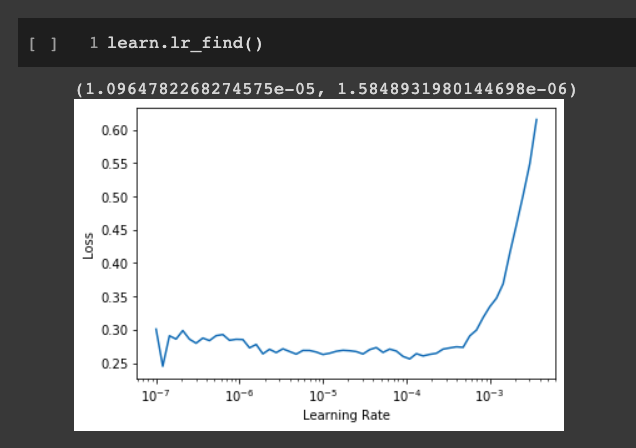 [ ] 1 learn.lr_find()
(1.0964782268274575e-05, 1.5848931980144698e-06)
0.60
0.55
0.50
0.45
0.40
0.35
0.30
0.25
Loss
10⁻⁷ 10⁻⁶ 10⁻⁵ 10⁻⁴ 10⁻³
Learning Rate